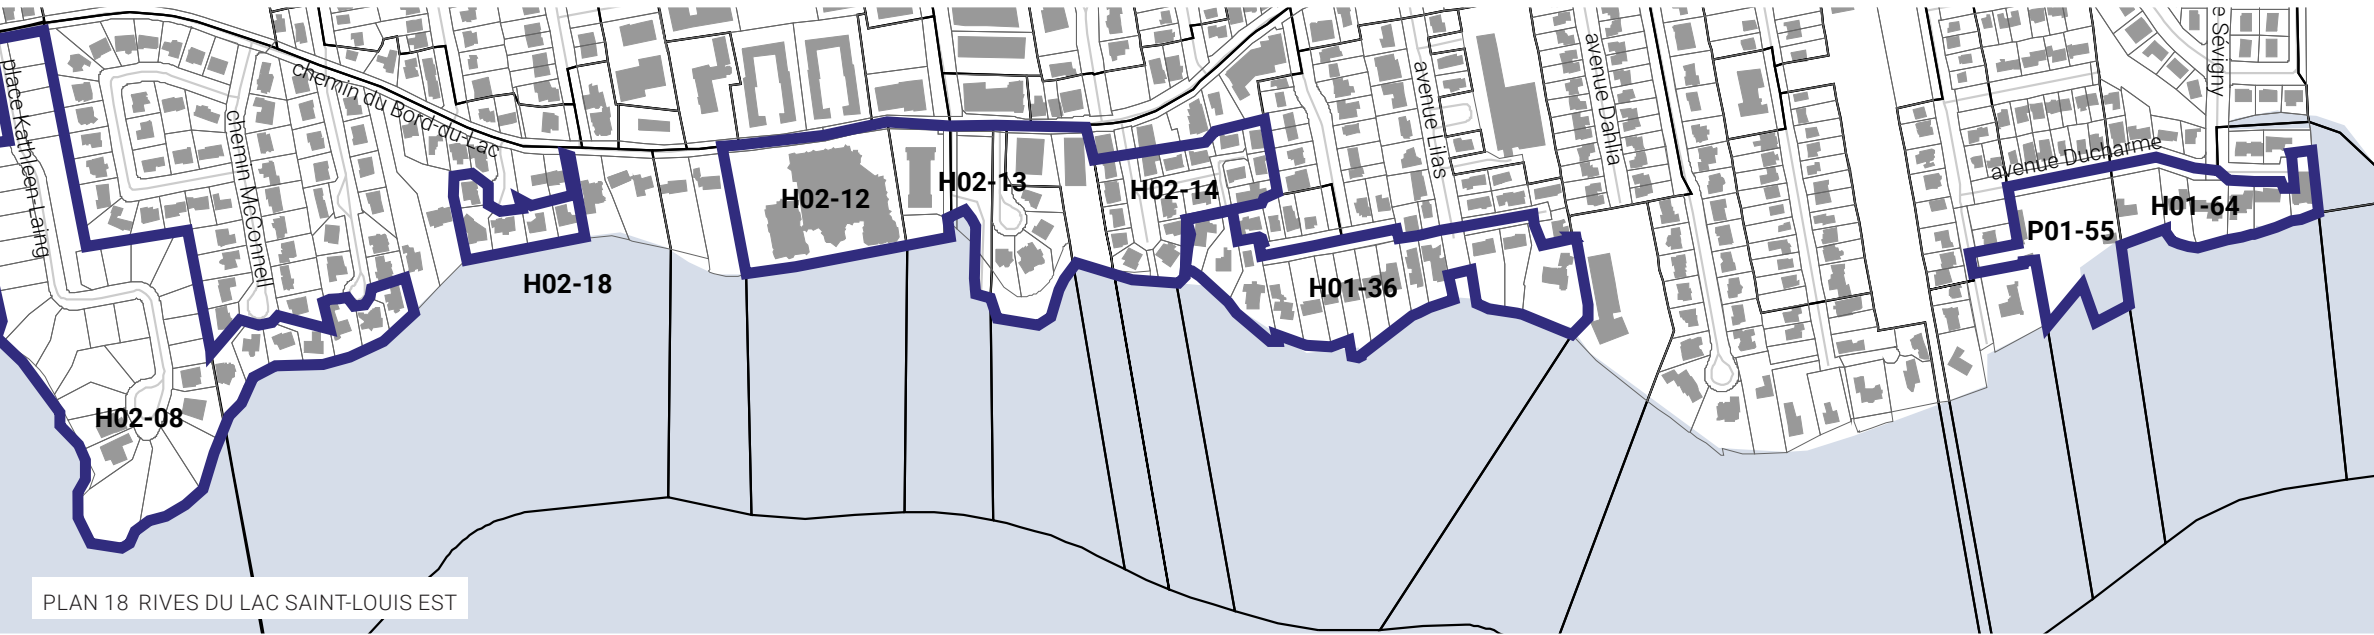 place Kathleen-Laing
chemin McConnell
chemin du Bord-du-Lac
avenue Lilas
avenue Dahlia
avenue Ducharme
e Sévigny
H02-12
H02-13
H02-14
H02-18
H01-36
P01-55
H01-64
H02-08
PLAN 18 RIVES DU LAC SAINT-LOUIS EST